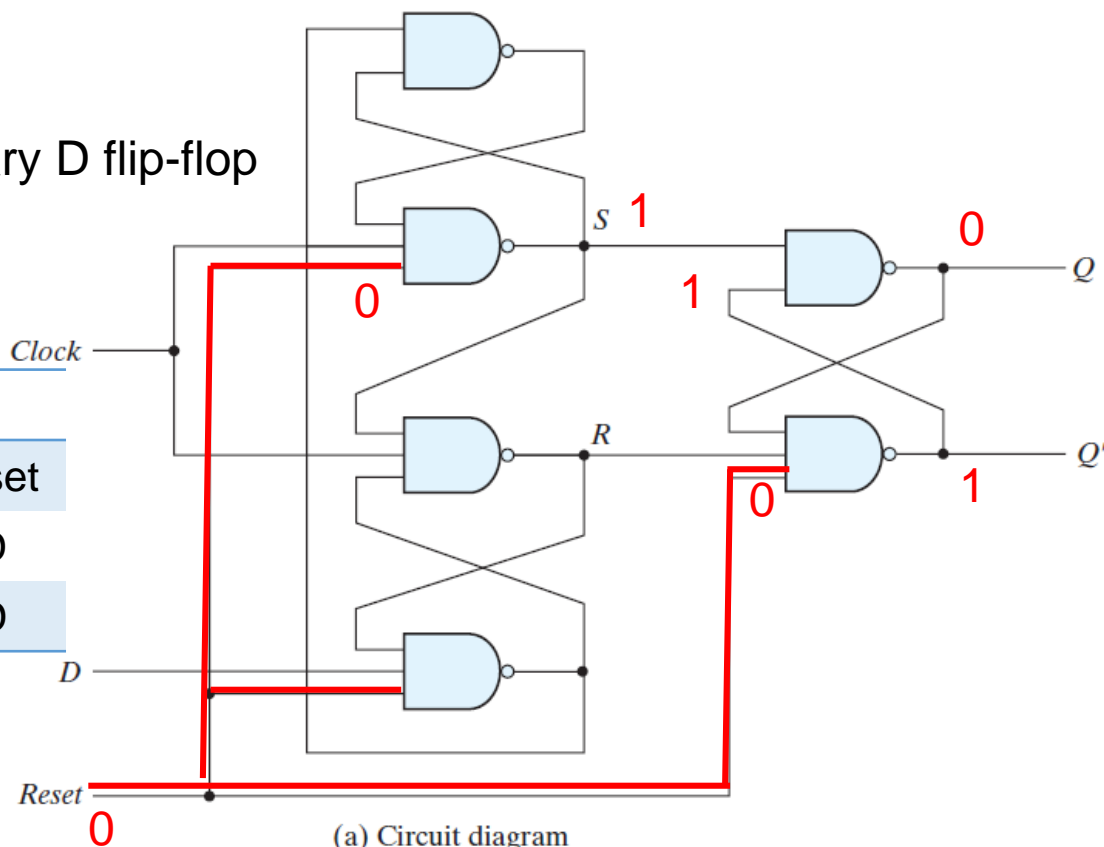 ry D flip-flop
S 1
0
1
Q
0
Clock
R
set
Q'
0
1
D
Reset
0
(a) Circuit diagram